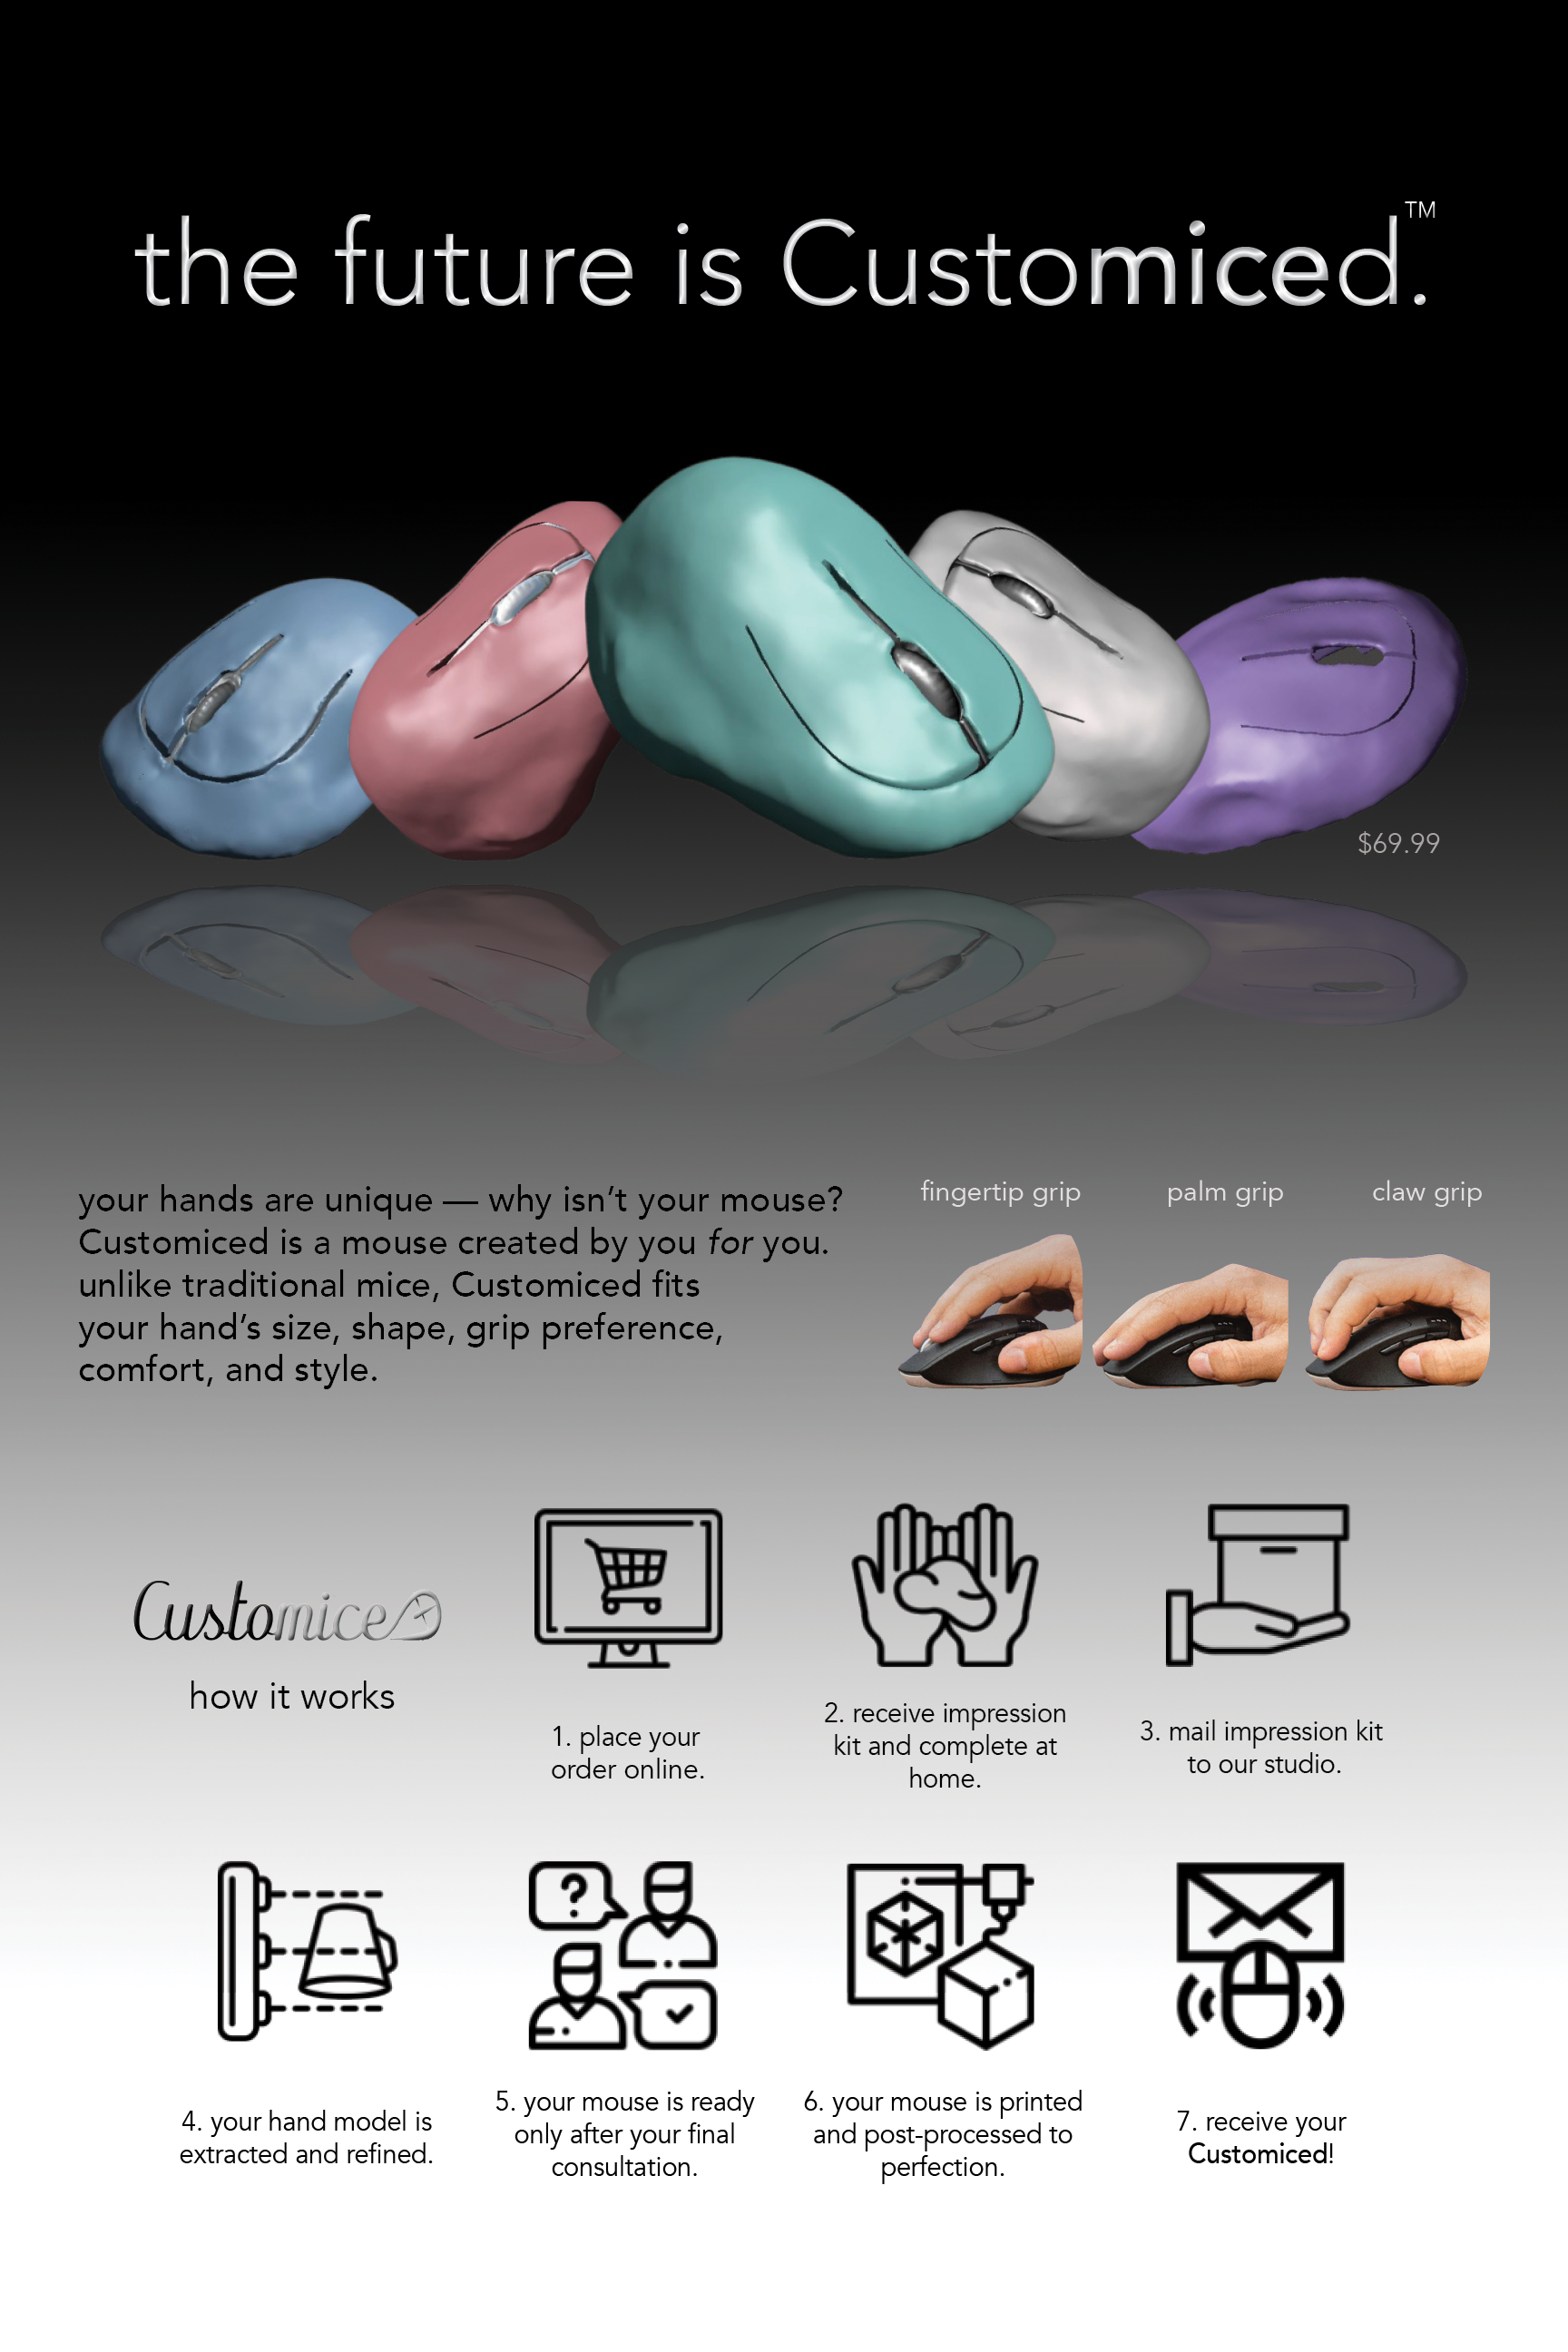 the future is Customiced.™
$69.99
your hands are unique — why isn’t your mouse?
Customiced is a mouse created by you for you.
unlike traditional mice, Customiced fits
your hand’s size, shape, grip preference,
comfort, and style.
fingertip grip
palm grip
claw grip
Customiced
how it works
1. place your
order online.
2. receive impression
kit and complete at
home.
3. mail impression kit
to our studio.
?
4. your hand model is
extracted and refined.
5. your mouse is ready
only after your final
consultation.
6. your mouse is printed
and post-processed to
perfection.
7. receive your
Customiced!